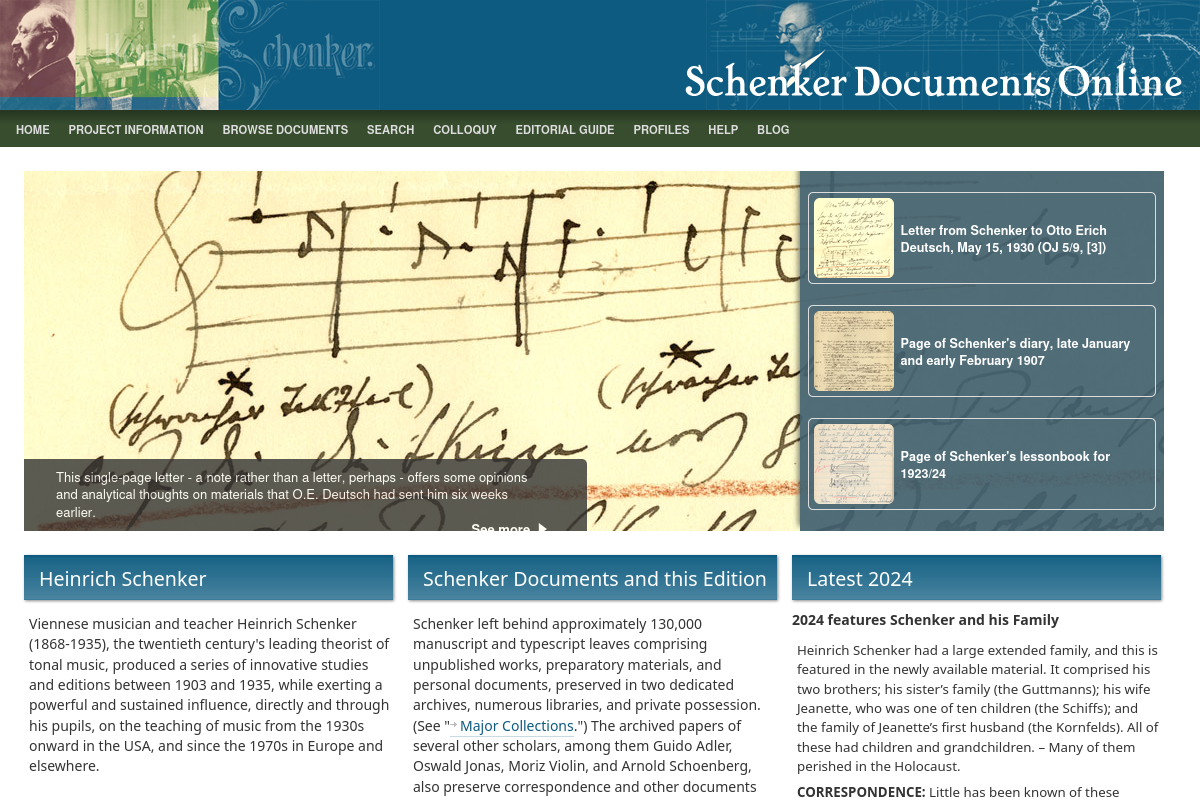 Heinrich Schenker.
Schenker Documents Online
HOME PROJECT INFORMATION BROWSE DOCUMENTS SEARCH COLLOQUY EDITORIAL GUIDE PROFILES HELP BLOG
Letter from Schenker to Otto Erich
Deutsch, May 15, 1930 (OJ 5/9, [3])
Page of Schenker's diary, late January
and early February 1907
Page of Schenker's lessonbook for
1923/24
This single-page letter - a note rather than a letter, perhaps - offers some opinions
and analytical thoughts on materials that O.E. Deutsch had sent him six weeks
earlier.
See more
Heinrich Schenker
Viennese musician and teacher Heinrich Schenker
(1868-1935), the twentieth century's leading theorist of
tonal music, produced a series of innovative studies
and editions between 1903 and 1935, while exerting a
powerful and sustained influence, directly and through
his pupils, on the teaching of music from the 1930s
onward in the USA, and since the 1970s in Europe and
elsewhere.
Schenker Documents and this Edition
Schenker left behind approximately 130,000
manuscript and typescript leaves comprising
unpublished works, preparatory materials, and
personal documents, preserved in two dedicated
archives, numerous libraries, and private possession.
(See "→ Major Collections.") The archived papers of
several other scholars, among them Guido Adler,
Oswald Jonas, Moriz Violin, and Arnold Schoenberg,
also preserve correspondence and other documents
Latest 2024
2024 features Schenker and his Family
Heinrich Schenker had a large extended family, and this is
featured in the newly available material. It comprised his
two brothers; his sister's family (the Guttmanns); his wife
Jeanette, who was one of ten children (the Schiffs); and
the family of Jeanette's first husband (the Kornfelds). All of
these had children and grandchildren. – Many of them
perished in the Holocaust.
CORRESPONDENCE: Little has been known of these